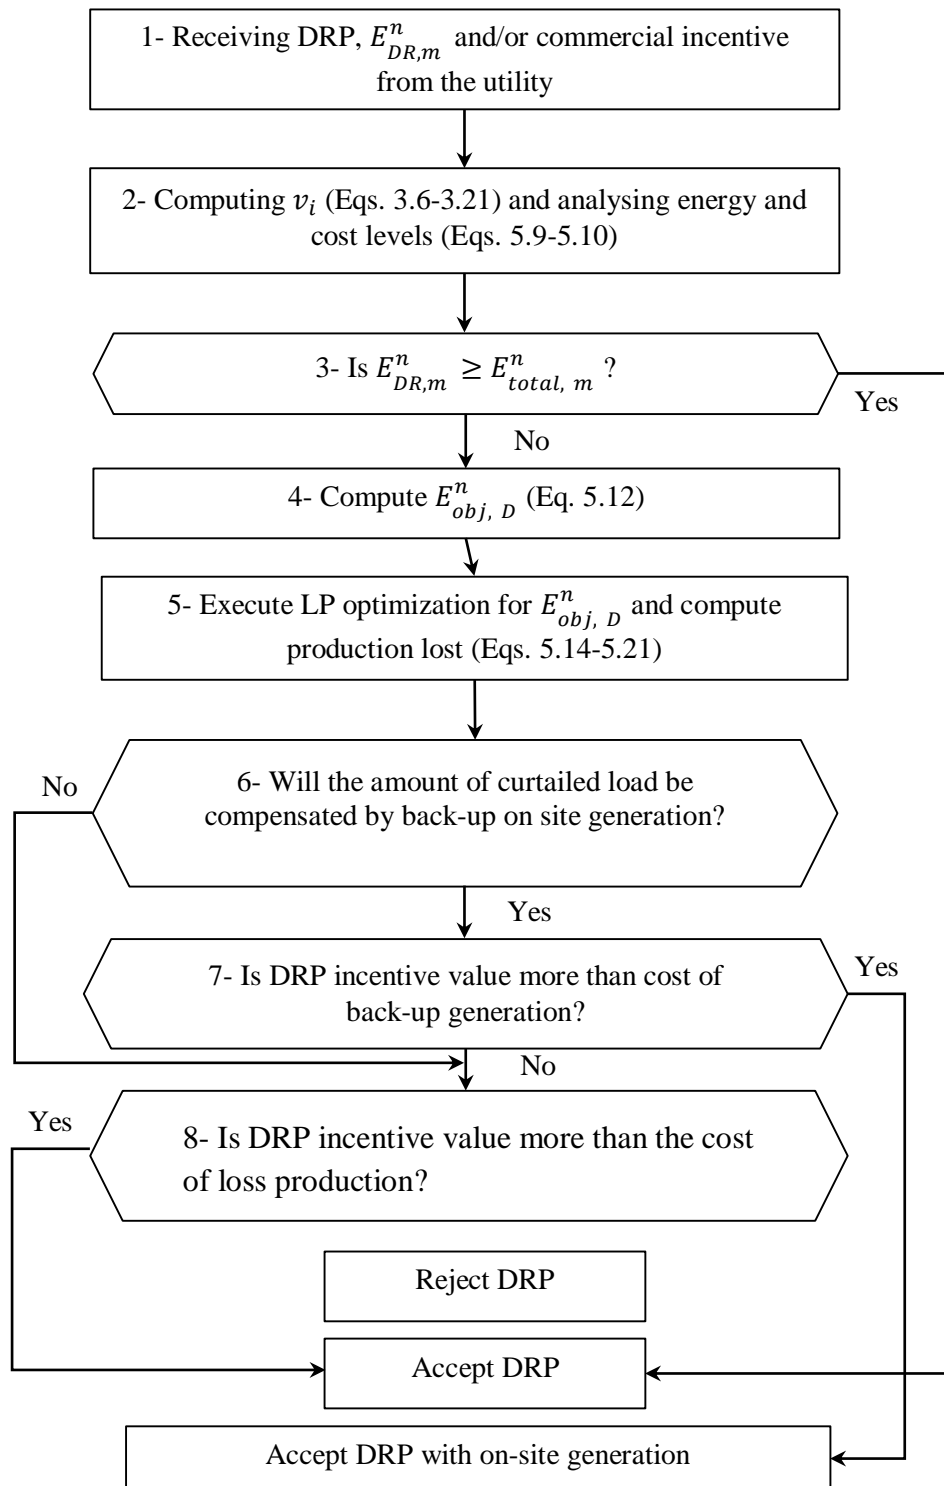 1- Receiving DRP, $E^{n}_{DR,m}$ and/or commercial incentive
from the utility
2- Computing $v_i$ (Eqs. 3.6-3.21) and analysing energy and
cost levels (Eqs. 5.9-5.10)
3- Is $E^{n}_{DR,m} \geq E^{n}_{total,\ m}$ ?
Yes
No
4- Compute $E^{n}_{obj,\ D}$ (Eq. 5.12)
5- Execute LP optimization for $E^{n}_{obj,\ D}$ and compute
production lost (Eqs. 5.14-5.21)
No
6- Will the amount of curtailed load be
compensated by back-up on site generation?
Yes
7- Is DRP incentive value more than cost of
back-up generation?
Yes
No
Yes
8- Is DRP incentive value more than the cost
of loss production?
Reject DRP
Accept DRP
Accept DRP with on-site generation